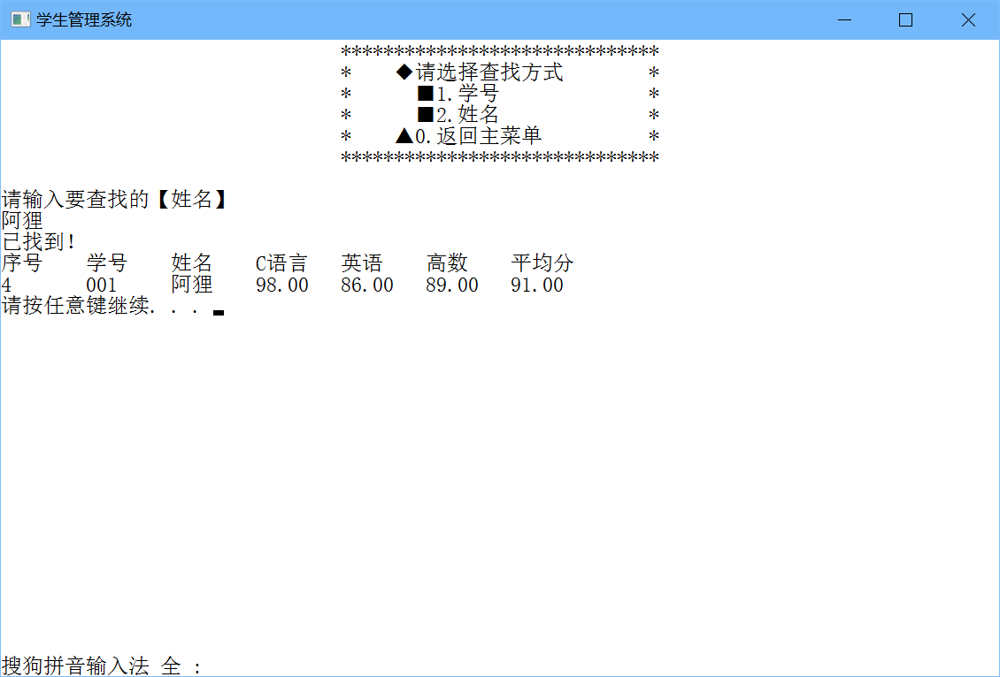 学生管理系统
******************************
* ◆请选择查找方式 *
* ■1.学号 *
* ■2.姓名 *
* ▲0.返回主菜单 *
******************************
请输入要查找的【姓名】
阿狸
已找到!
序号 学号 姓名 C语言 英语 高数 平均分
4 001 阿狸 98.00 86.00 89.00 91.00
请按任意键继续. . .
搜狗拼音输入法 全 :